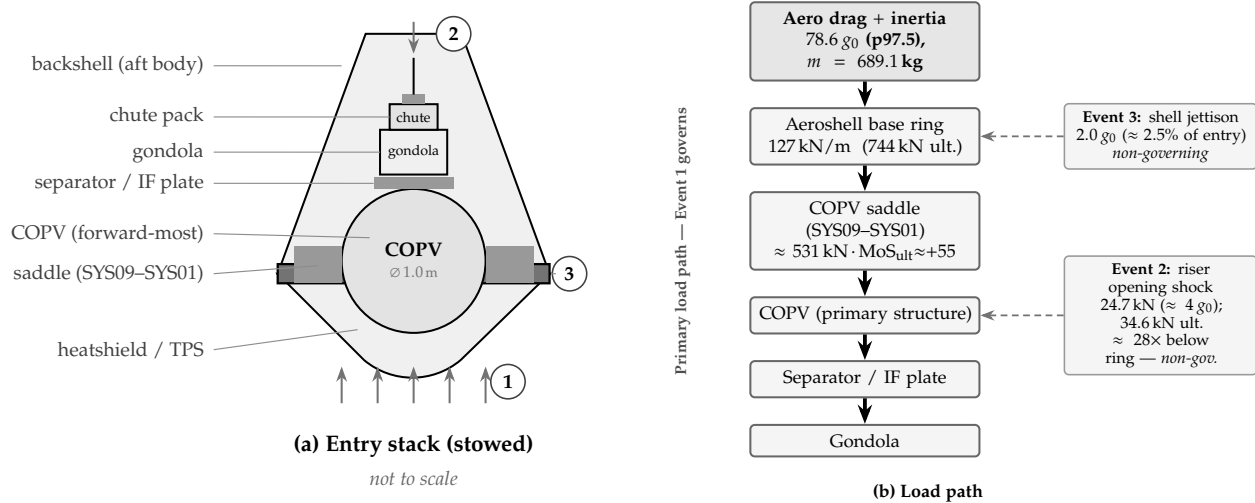 2
backshell (aft body)
chute pack
chute
gondola
gondola
separator / IF plate
COPV (forward-most)
COPV
∅ 1.0 m
saddle (SYS09–SYS01)
3
heatshield / TPS
1
(a) Entry stack (stowed)
not to scale
Primary load path — Event 1 governs
Aero drag + inertia
78.6 g0 (p97.5),
m = 689.1 kg
Aeroshell base ring
127 kN/m (744 kN ult.)
Event 3: shell jettison
2.0 g0 (≈ 2.5% of entry)
non-governing
COPV saddle
(SYS09–SYS01)
≈ 531 kN · MoSult≈+55
COPV (primary structure)
Event 2: riser
opening shock
24.7 kN (≈ 4 g0);
34.6 kN ult.
≈ 28× below
ring — non-gov.
Separator / IF plate
Gondola
(b) Load path